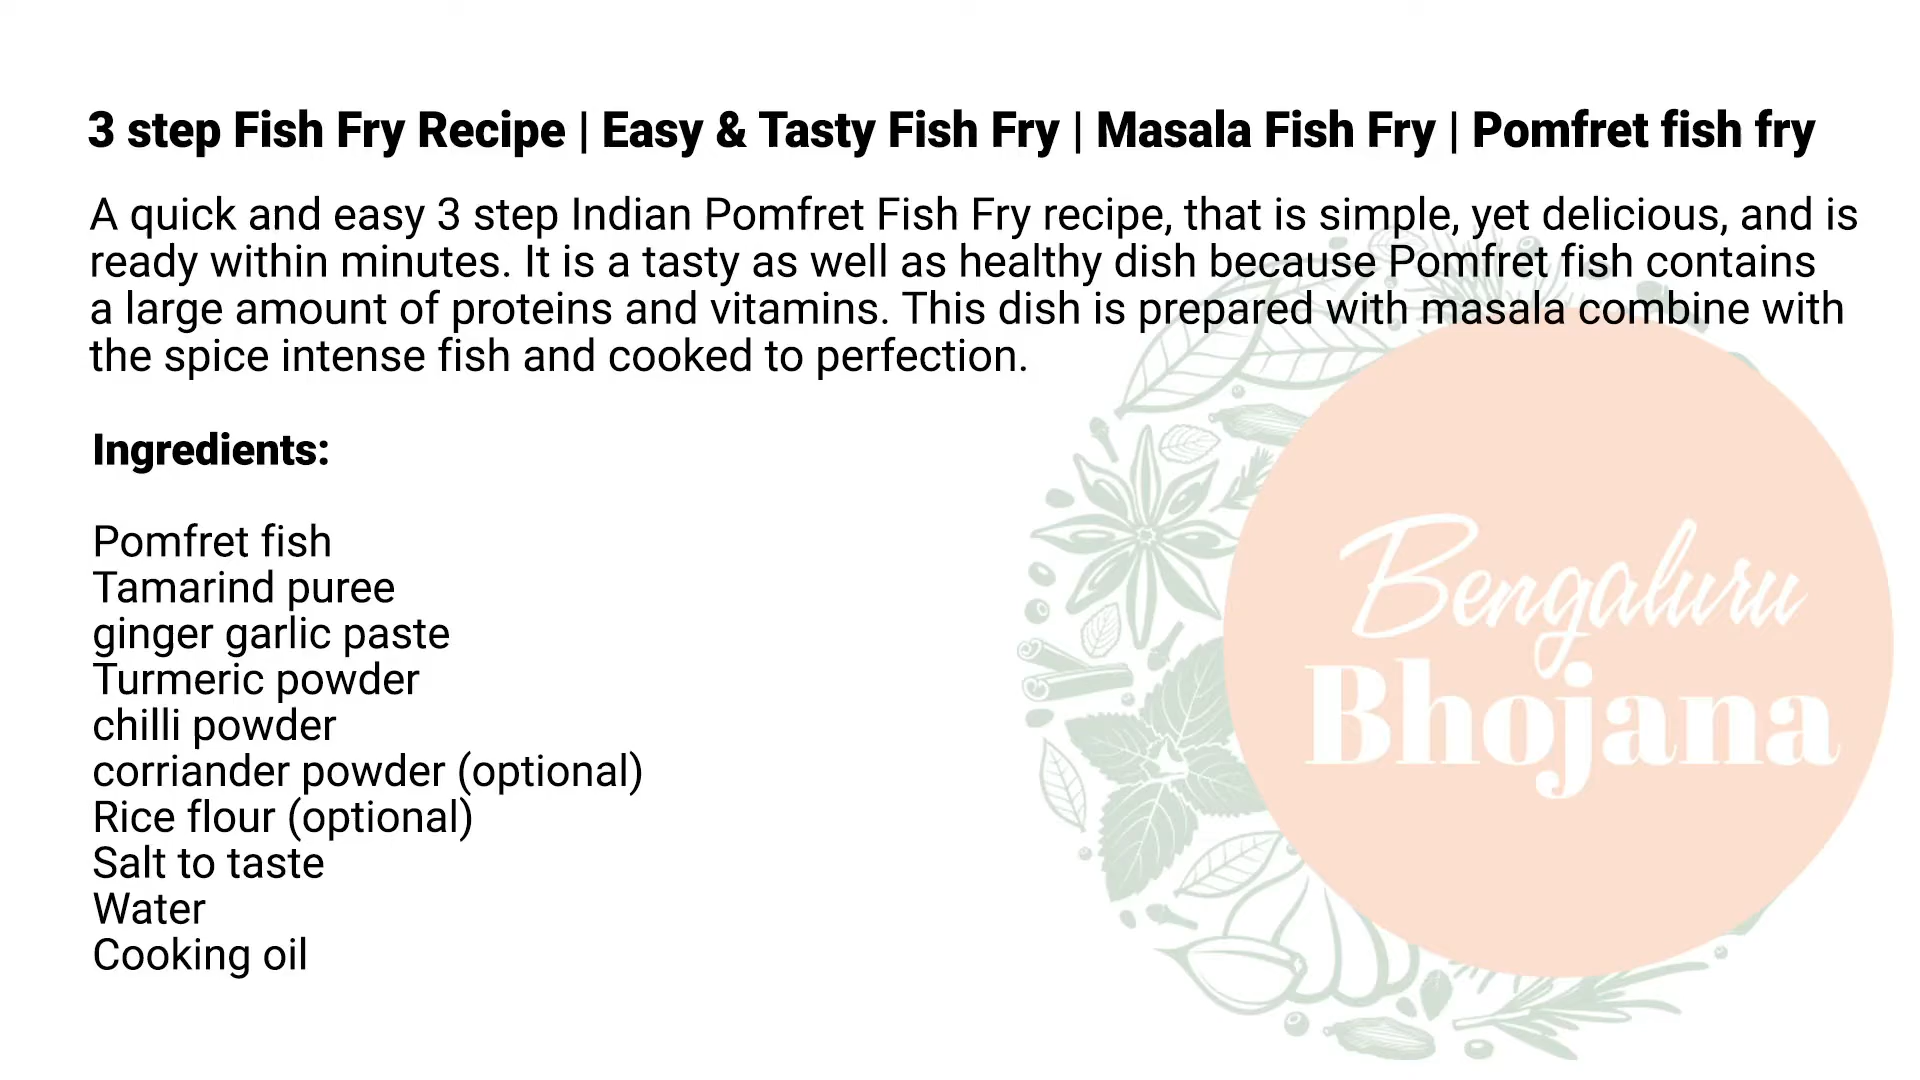 3 step Fish Fry Recipe | Easy & Tasty Fish Fry | Masala Fish Fry | Pomfret fish fry
A quick and easy 3 step Indian Pomfret Fish Fry recipe, that is simple, yet delicious, and is
ready within minutes. It is a tasty as well as healthy dish because Pomfret fish contains
a large amount of proteins and vitamins. This dish is prepared with masala combine with
the spice intense fish and cooked to perfection.
Ingredients:
Pomfret fish
Tamarind puree
ginger garlic paste
Turmeric powder
chilli powder
corriander powder (optional)
Rice flour (optional)
Salt to taste
Water
Cooking oil
Bengaluru
Bhojana